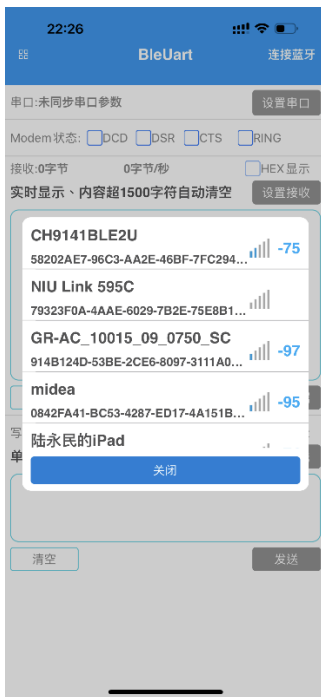 22:26
BleUart
连接蓝牙
串口:未同步串口参数
设置串口
Modem状态: DCD DSR CTS RING
接收:0字节 0字节/秒 HEX显示
实时显示、内容超1500字符自动清空 设置接收
CH9141BLE2U
58202AE7-96C3-AA2E-46BF-7FC294... -75
NIU Link 595C
79323F0A-4AAE-6029-7B2E-75E8B1...
GR-AC_10015_09_0750_SC
914B124D-53BE-2CE6-8097-3111A0... -97
midea
0842FA41-BC53-4287-ED17-4A151B... -95
陆永民的iPad
写
单
关闭
清空
发送